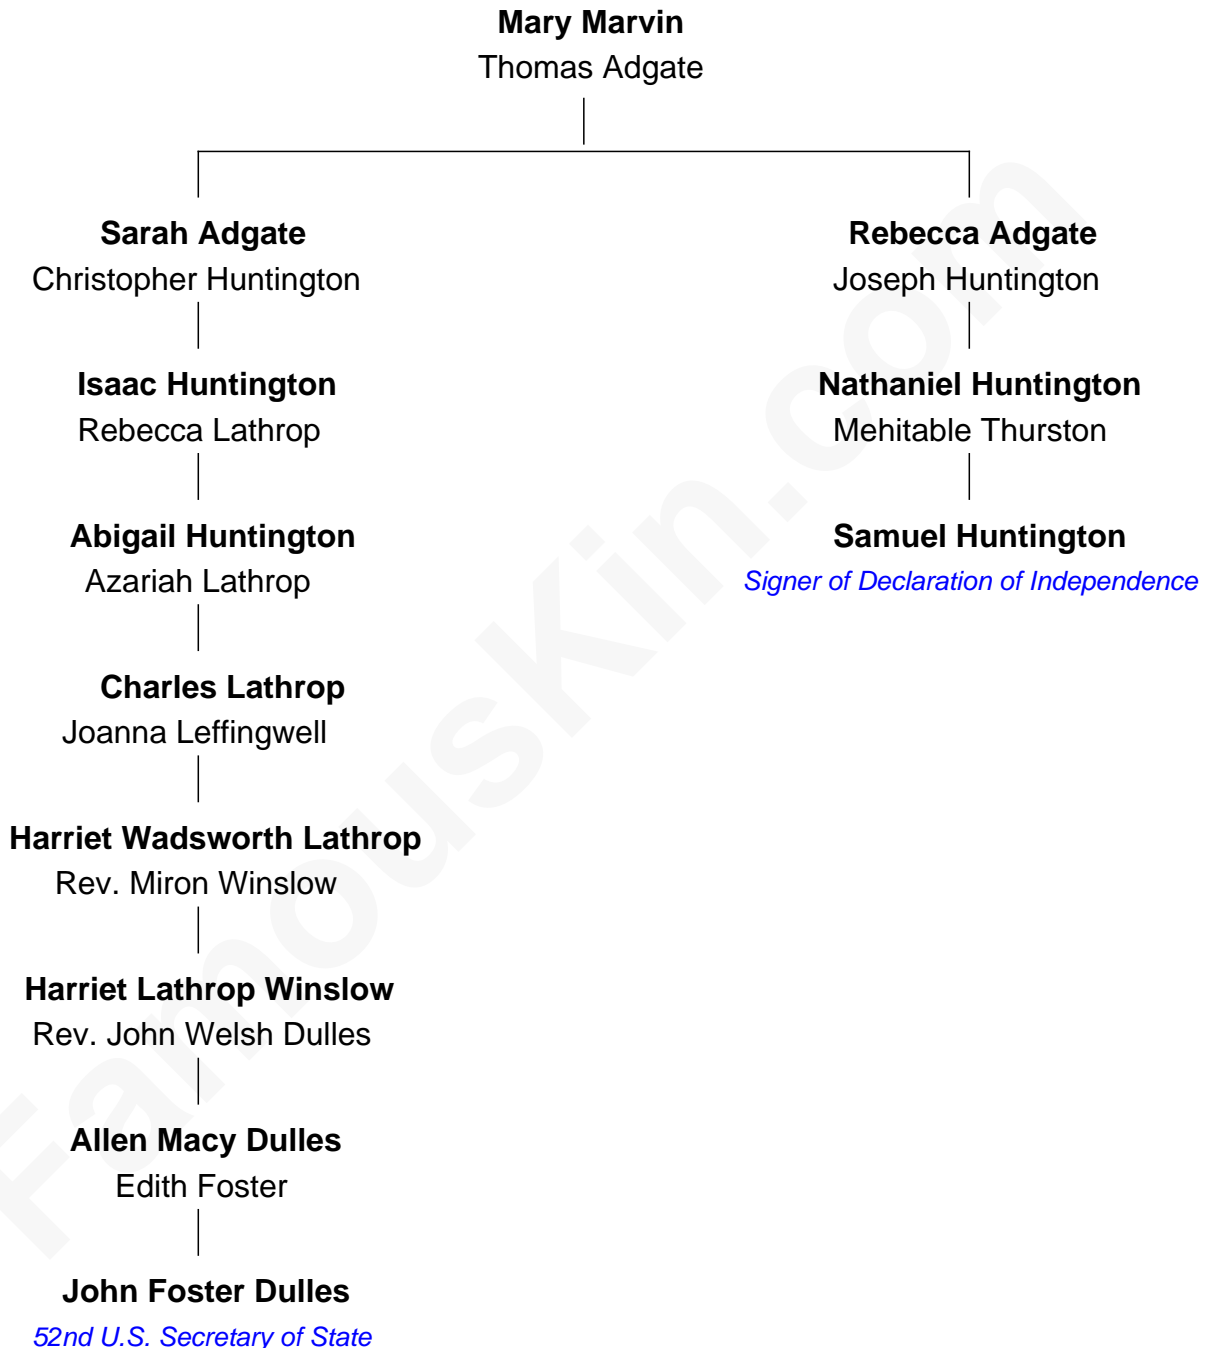 Mary Marvin
Thomas Adgate
Sarah Adgate
Christopher Huntington
Rebecca Adgate
Joseph Huntington
Isaac Huntington
Rebecca Lathrop
Nathaniel Huntington
Mehitable Thurston
Abigail Huntington
Azariah Lathrop
Samuel Huntington
Signer of Declaration of Independence
Charles Lathrop
Joanna Leffingwell
Harriet Wadsworth Lathrop
Rev. Miron Winslow
Harriet Lathrop Winslow
Rev. John Welsh Dulles
Allen Macy Dulles
Edith Foster
John Foster Dulles
52nd U.S. Secretary of State
FamousKin.com